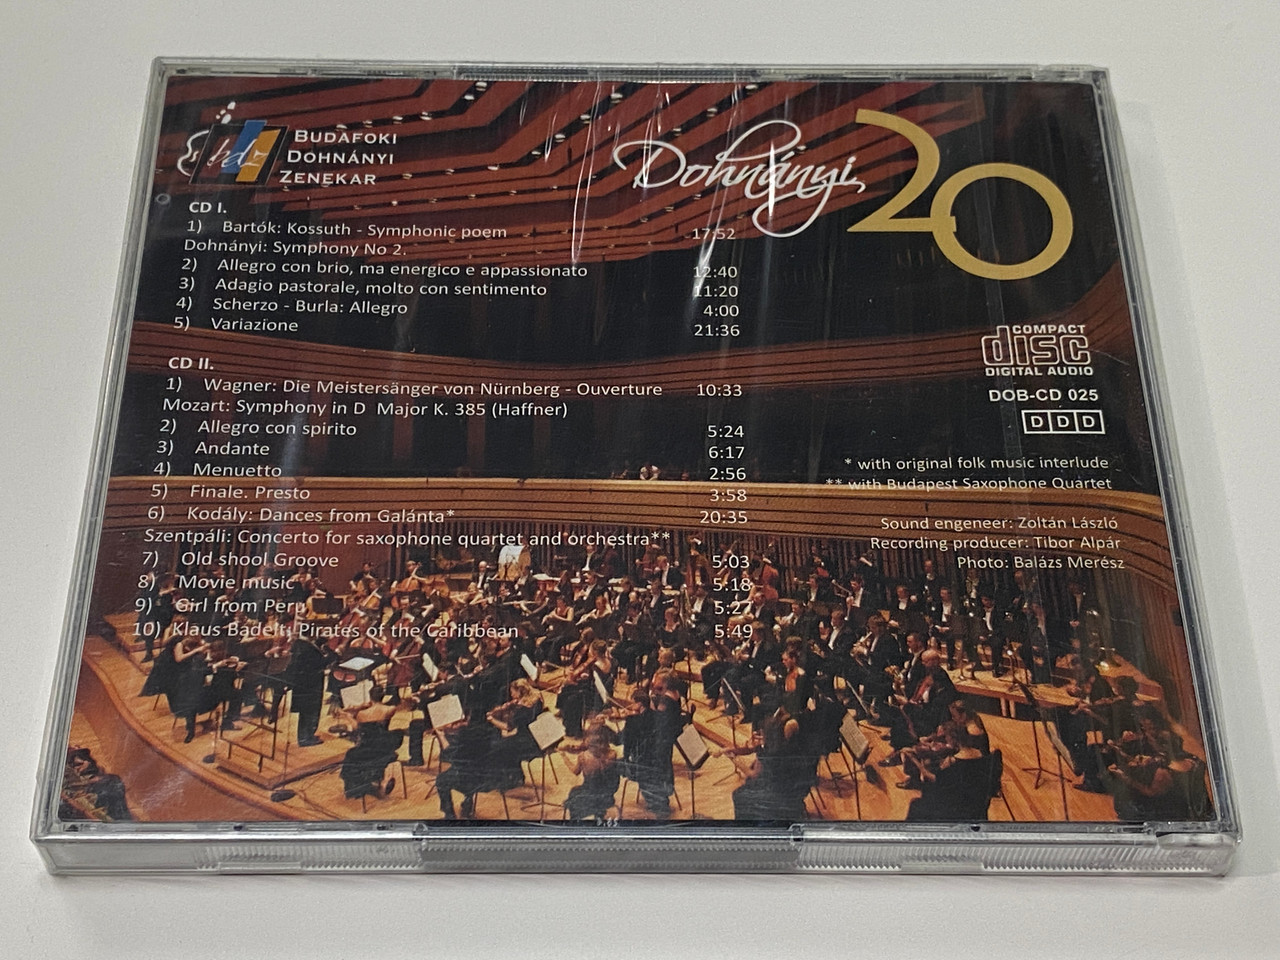 bdz
BUDAFOKI
DOHNÁNYI
ZENEKAR
Dohnányi 20
CD I.
1) Bartók: Kossuth - Symphonic poem 17:52
Dohnányi: Symphony No 2.
2) Allegro con brio, ma energico e appassionato 12:40
3) Adagio pastorale, molto con sentimento 11:20
4) Scherzo - Burla: Allegro 4:00
5) Variazione 21:36
CD II.
1) Wagner: Die Meistersänger von Nürnberg - Ouverture 10:33
Mozart: Symphony in D Major K. 385 (Haffner)
2) Allegro con spirito 5:24
3) Andante 6:17
4) Menuetto 2:56
5) Finale. Presto 3:58
6) Kodály: Dances from Galánta* 20:35
Szentpáli: Concerto for saxophone quartet and orchestra**
7) Old shool Groove 5:03
8) Movie music 5:18
9) Girl from Peru 5:27
10) Klaus Badelt: Pirates of the Caribbean 5:49
COMPACT
disc
DIGITAL AUDIO
DOB-CD 025
DDD
* with original folk music interlude
** with Budapest Saxophone Quartet
Sound engeneer: Zoltán László
Recording producer: Tibor Alpár
Photo: Balázs Merész